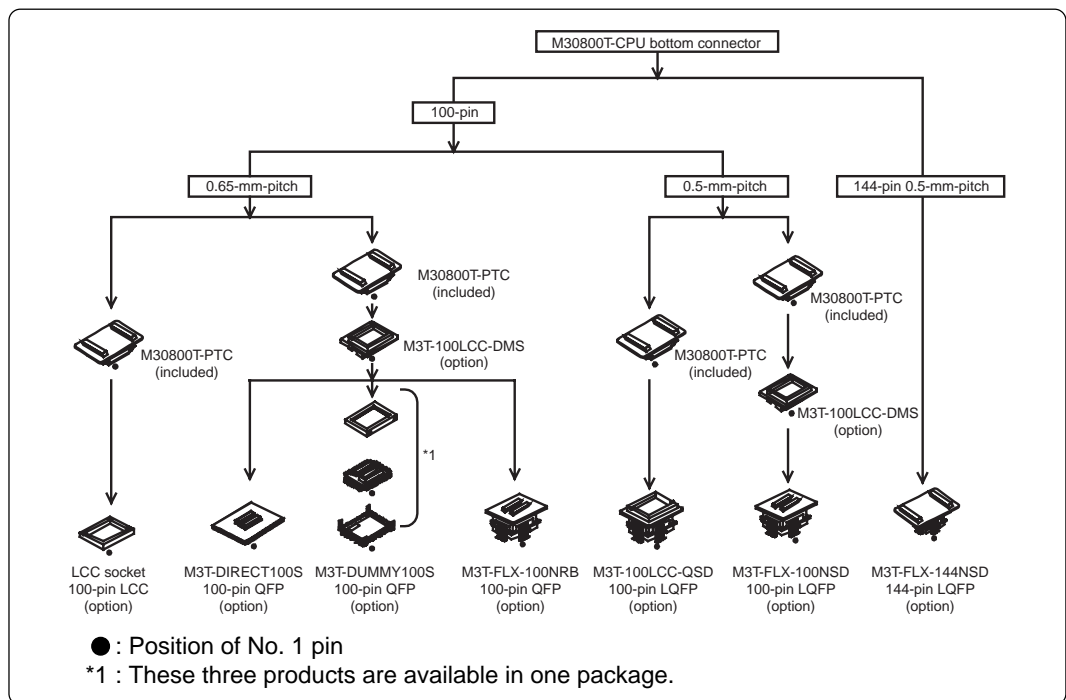 M30800T-CPU bottom connector
100-pin
0.65-mm-pitch
0.5-mm-pitch
144-pin 0.5-mm-pitch
M30800T-PTC
(included)
M30800T-PTC
(included)
M3T-100LCC-DMS
(option)
M30800T-PTC
(included)
M30800T-PTC
(included)
M3T-100LCC-DMS
(option)
*1
LCC socket
100-pin LCC
(option)
M3T-DIRECT100S
100-pin QFP
(option)
M3T-DUMMY100S
100-pin QFP
(option)
M3T-FLX-100NRB
100-pin QFP
(option)
M3T-100LCC-QSD
100-pin LQFP
(option)
M3T-FLX-100NSD
100-pin LQFP
(option)
M3T-FLX-144NSD
144-pin LQFP
(option)
● : Position of No. 1 pin
*1 : These three products are available in one package.